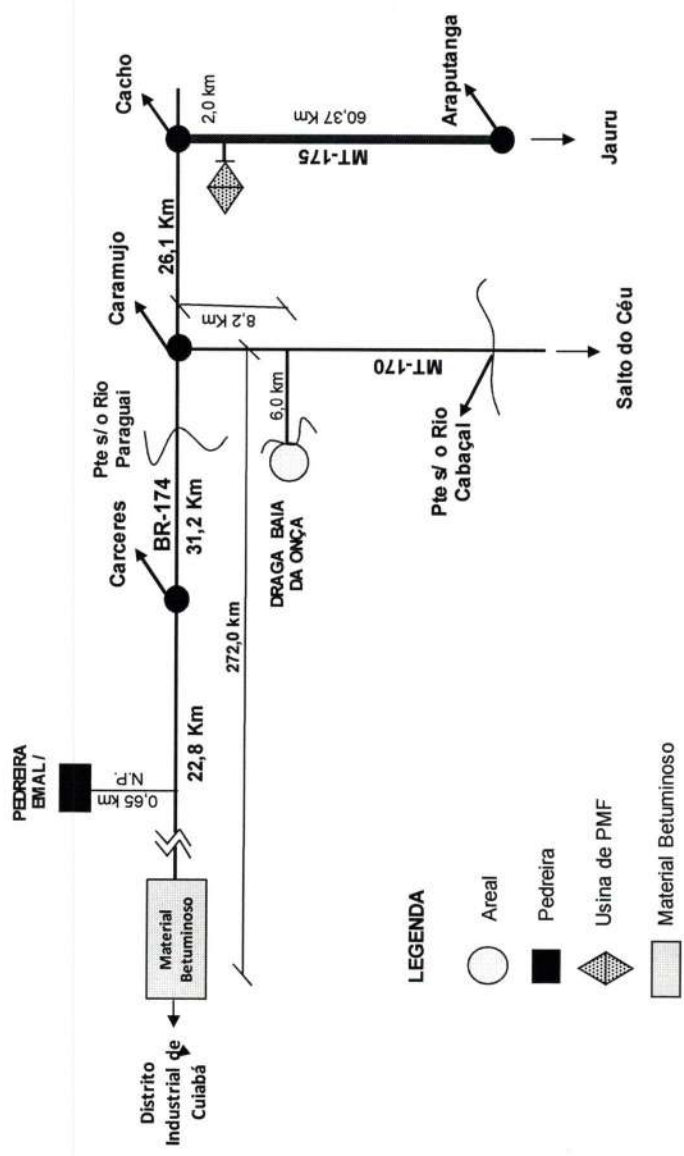 PEDREIRA
EMAL /
0,65 km
N.P.
Material
Betuminoso
Distrito
Industrial de
Cuiabá
22,8 Km
Carceres
BR-174
31,2 Km
Pte s/ o Rio
Paraguai
Caramujo
26,1 Km
Cacho
2,0 km
272,0 km
8,2 Km
6,0 km
DRAGA BAIA
DA ONÇA
MT-170
Pte s/ o Rio
Cabaçal
Salto do Céu
MT-175
60,37 Km
Araputanga
Jauru
LEGENDA
Areal
Pedreira
Usina de PMF
Material Betuminoso